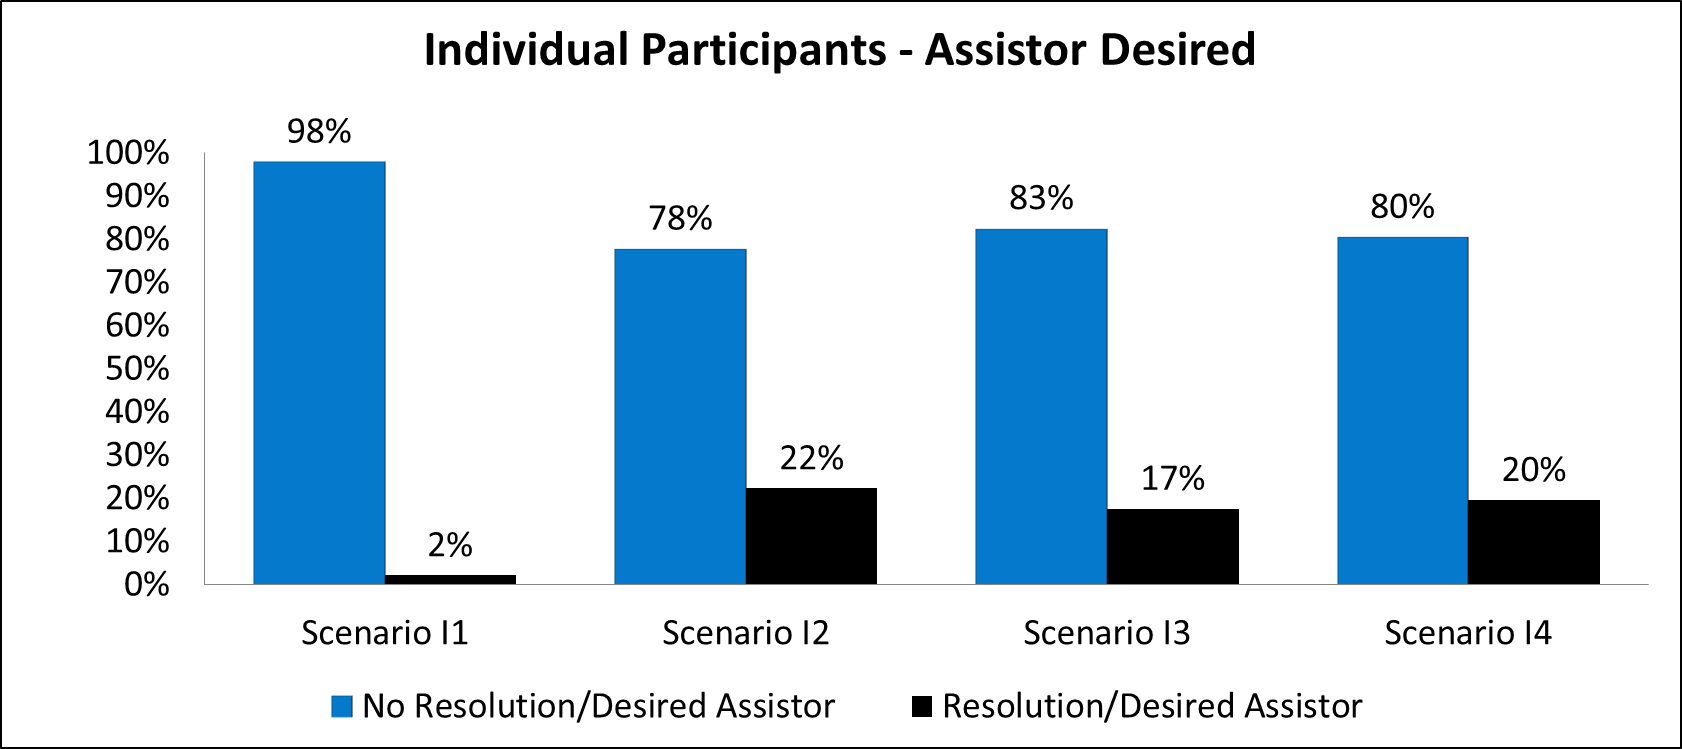 Individual Participants - Assistor Desired
98%
100%
90%
80%
70%
60%
50%
40%
30%
20%
10%
0%
2%
78%
22%
83%
17%
80%
20%
Scenario I1
Scenario I2
Scenario I3
Scenario I4
No Resolution/Desired Assistor
Resolution/Desired Assistor